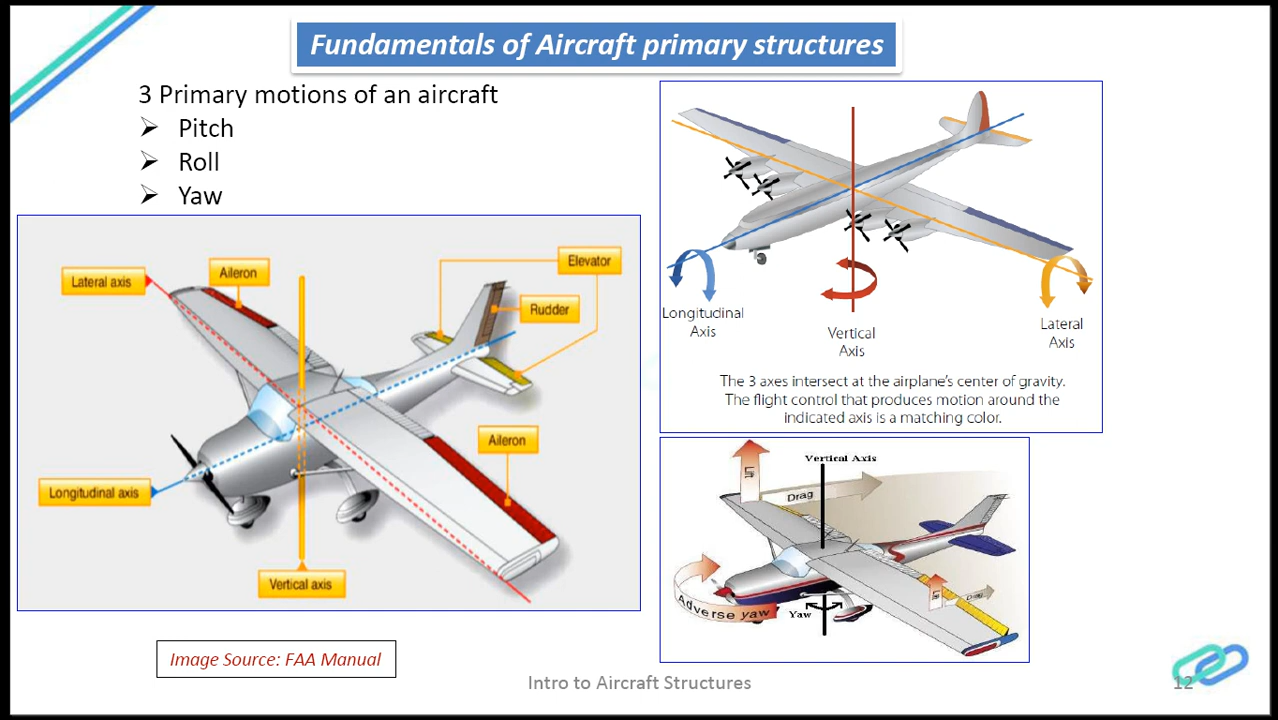 Fundamentals of Aircraft primary structures
3 Primary motions of an aircraft
➢ Pitch
➢ Roll
➢ Yaw
Lateral axis
Aileron
Elevator
Rudder
Aileron
Longitudinal axis
Vertical axis
Longitudinal
Axis
Vertical
Axis
Lateral
Axis
The 3 axes intersect at the airplane's center of gravity.
The flight control that produces motion around the
indicated axis is a matching color.
Vertical Axis
Lift
Drag
Lift
Drag
Adverse yaw
Yaw
Image Source: FAA Manual
Intro to Aircraft Structures
12